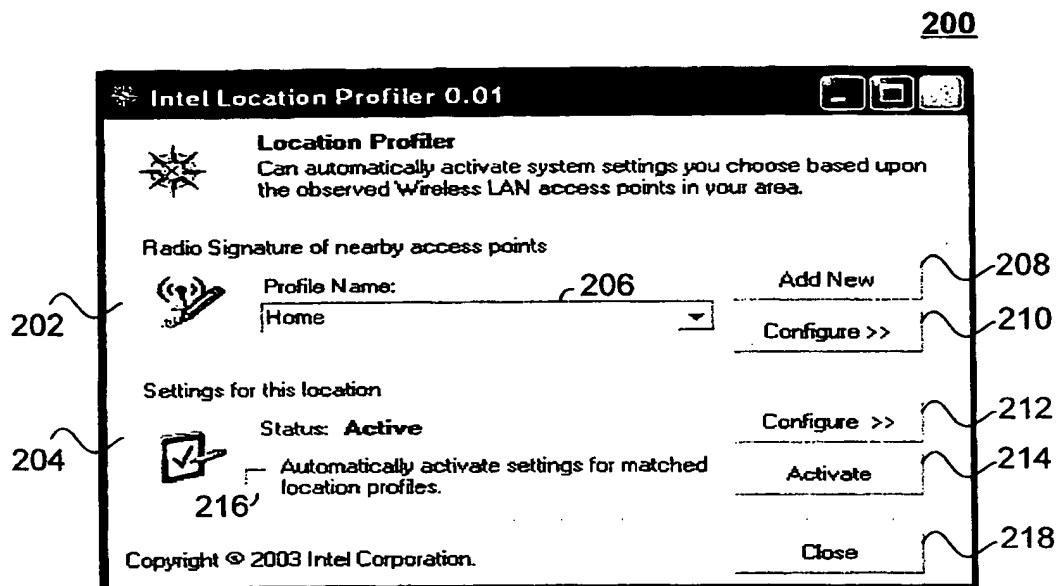 200
Intel Location Profiler 0.01
Location Profiler
Can automatically activate system settings you choose based upon
the observed Wireless LAN access points in your area.
Radio Signature of nearby access points
202
Profile Name:
206
Home
Add New
208
Configure >>
210
Settings for this location
204
Status: Active
Configure >>
212
Automatically activate settings for matched
location profiles.
216
Activate
214
Copyright © 2003 Intel Corporation.
Close
218